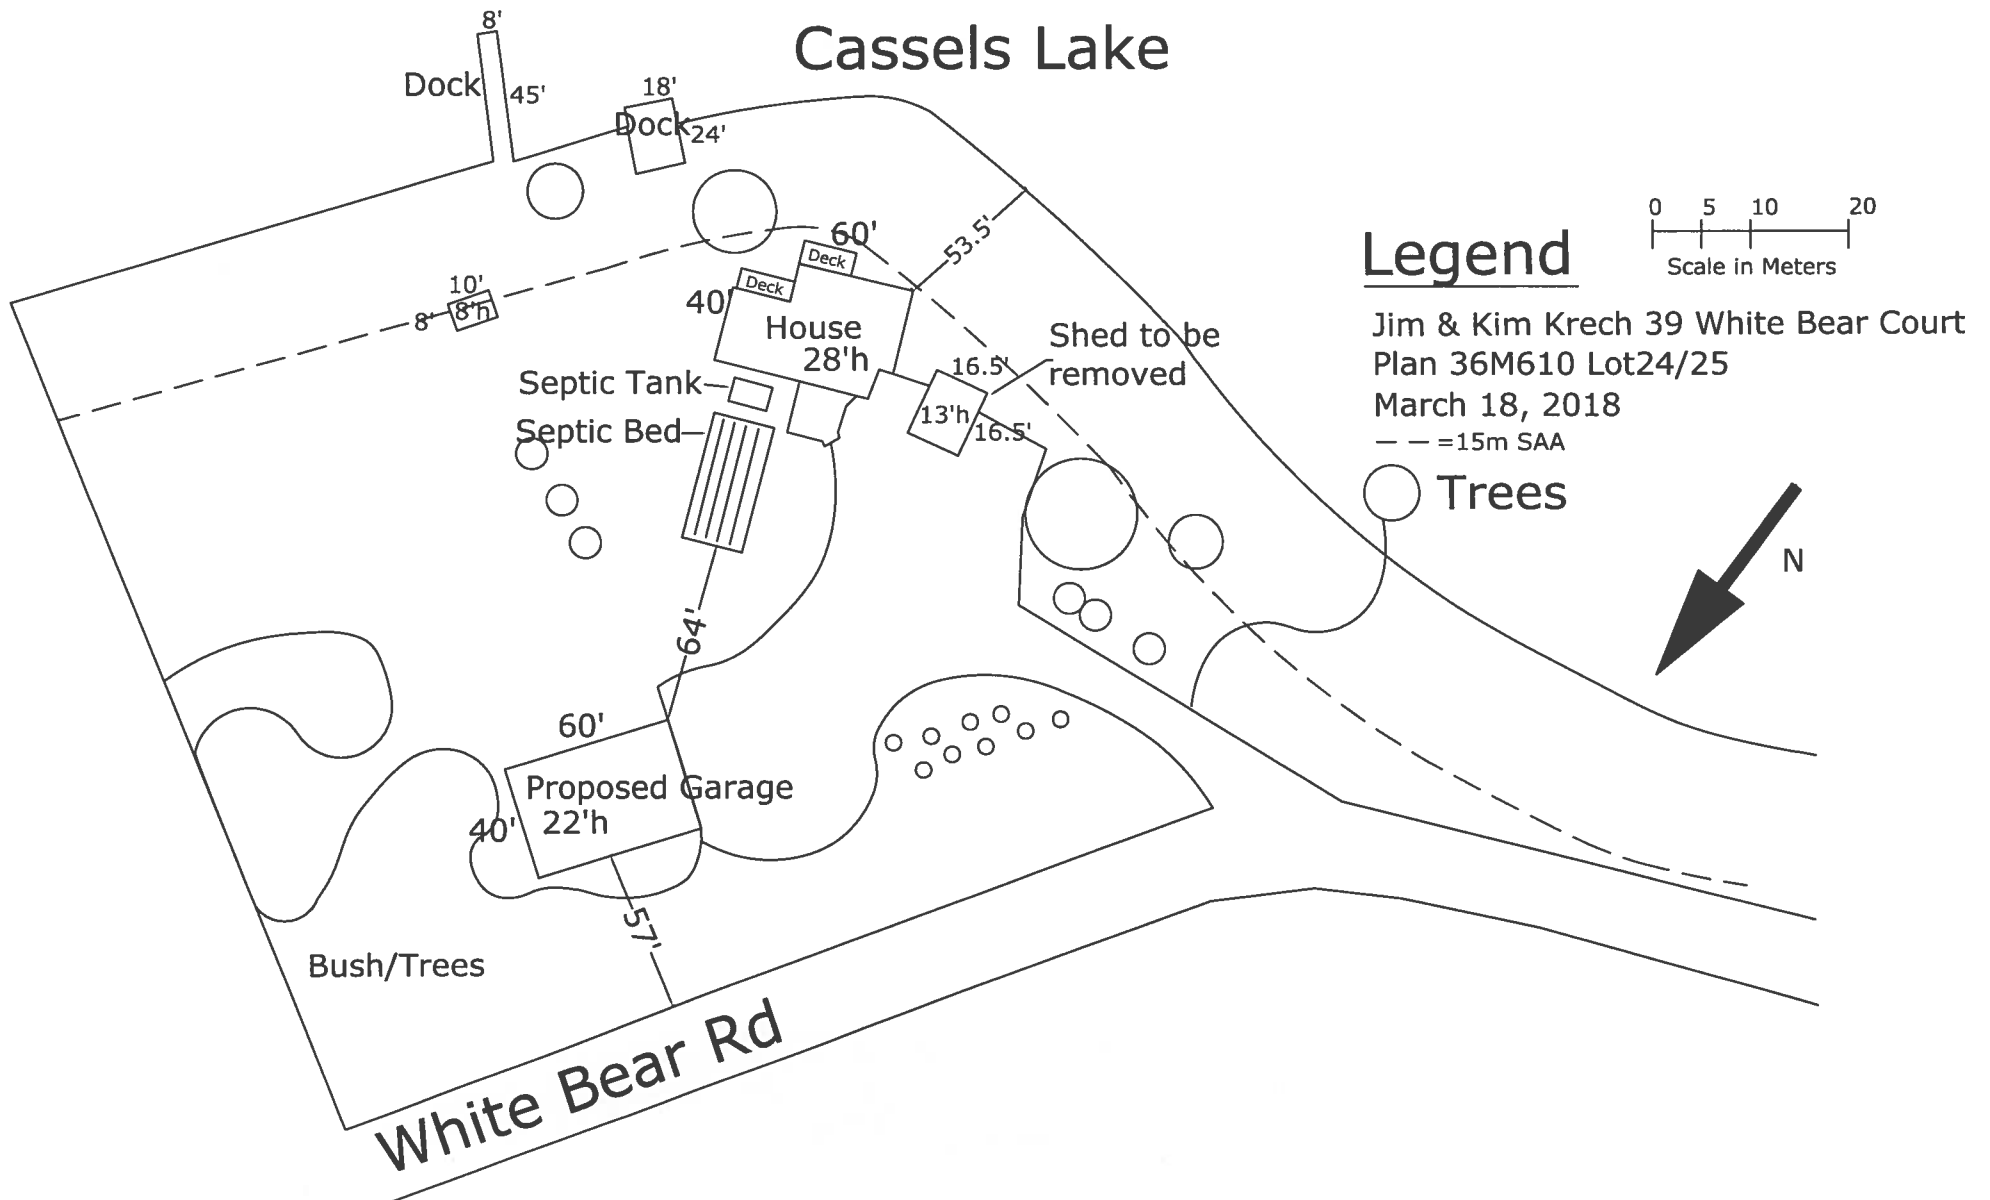 8'
Cassels Lake
Dock
45'
18'
Dock
24'
60'
53.5'
Deck
Deck
10'
8'h
8'
40'
House
28'h
Shed to be
removed
16.5'
13'h
16.5'
Septic Tank
Septic Bed
64'
60'
Proposed Garage
22'h
40'
57'
Bush/Trees
White Bear Rd
0 5 10 20
Scale in Meters
Legend
Jim & Kim Krech 39 White Bear Court
Plan 36M610 Lot24/25
March 18, 2018
=15m SAA
Trees
N